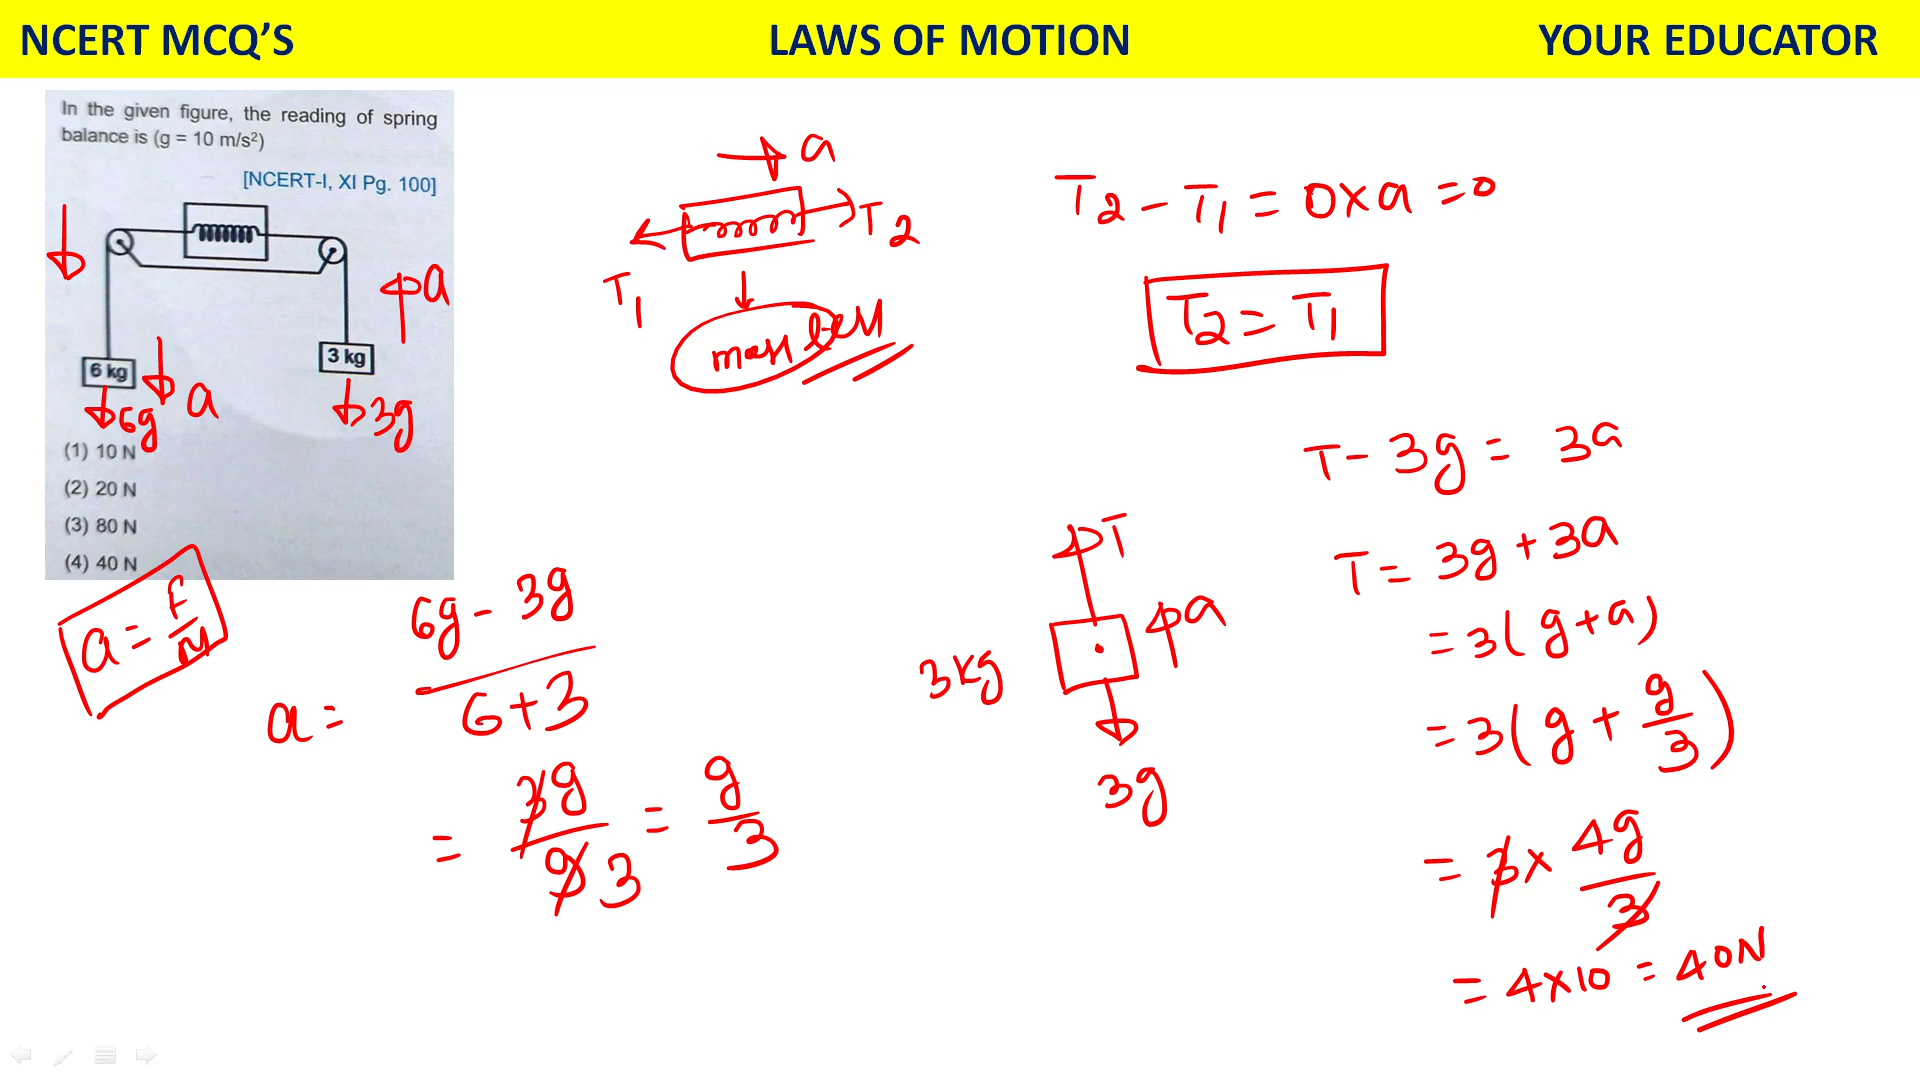 NCERT MCQ'S LAWS OF MOTION YOUR EDUCATOR
In the given figure, the reading of spring
balance is (g = 10 m/s²)
[NCERT-I, XI Pg. 100]
a
6 kg
3 kg
6g
a
3g
(1) 10 N
(2) 20 N
(3) 80 N
(4) 40 N
a = F/M
a = (6g - 3g)/(6+3)
= 3g/9 3 = g/3
a
T1
T2
massless
T2 - T1 = 0×a = 0
T2 = T1
T
a
3kg
3g
T - 3g = 3a
T = 3g + 3a
= 3(g+a)
= 3(g + g/3)
= 3 × 4g/3
= 4×10 = 40N